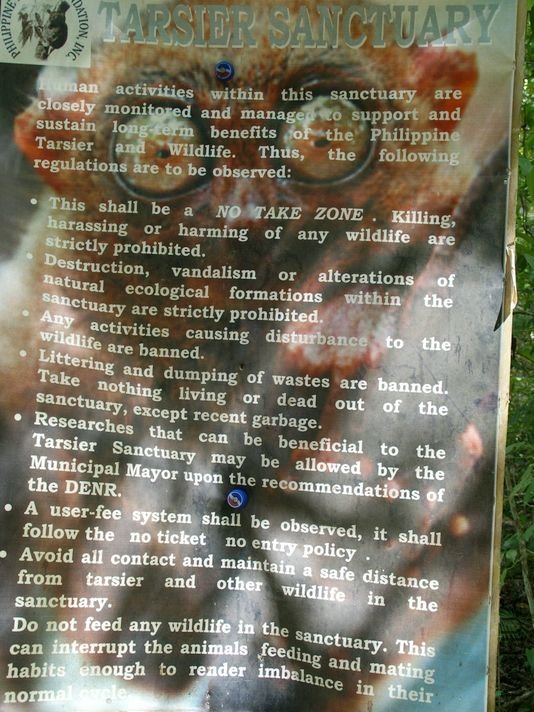 PHILIPPINE
DATION, INC.
TARSIER SANCTUARY
Human activities within this sanctuary are
closely monitored and managed to support and
sustain long-term benefits of the Philippine
Tarsier and Wildlife. Thus, the following
regulations are to be observed:
• This shall be a NO TAKE ZONE . Killing,
harassing or harming of any wildlife are
strictly prohibited.
• Destruction, vandalism or alterations of
natural ecological formations within the
sanctuary are strictly prohibited.
• Any activities causing disturbance to the
wildlife are banned.
• Littering and dumping of wastes are banned.
Take nothing living or dead out of the
sanctuary, except recent garbage.
• Researches that can be beneficial to the
Tarsier Sanctuary may be allowed by the
Municipal Mayor upon the recommendations of
the DENR.
• A user-fee system shall be observed, it shall
follow the no ticket no entry policy .
• Avoid all contact and maintain a safe distance
from tarsier and other wildlife in the
sanctuary.
Do not feed any wildlife in the sanctuary. This
can interrupt the animals feeding and mating
habits enough to render imbalance in their
normal cycle